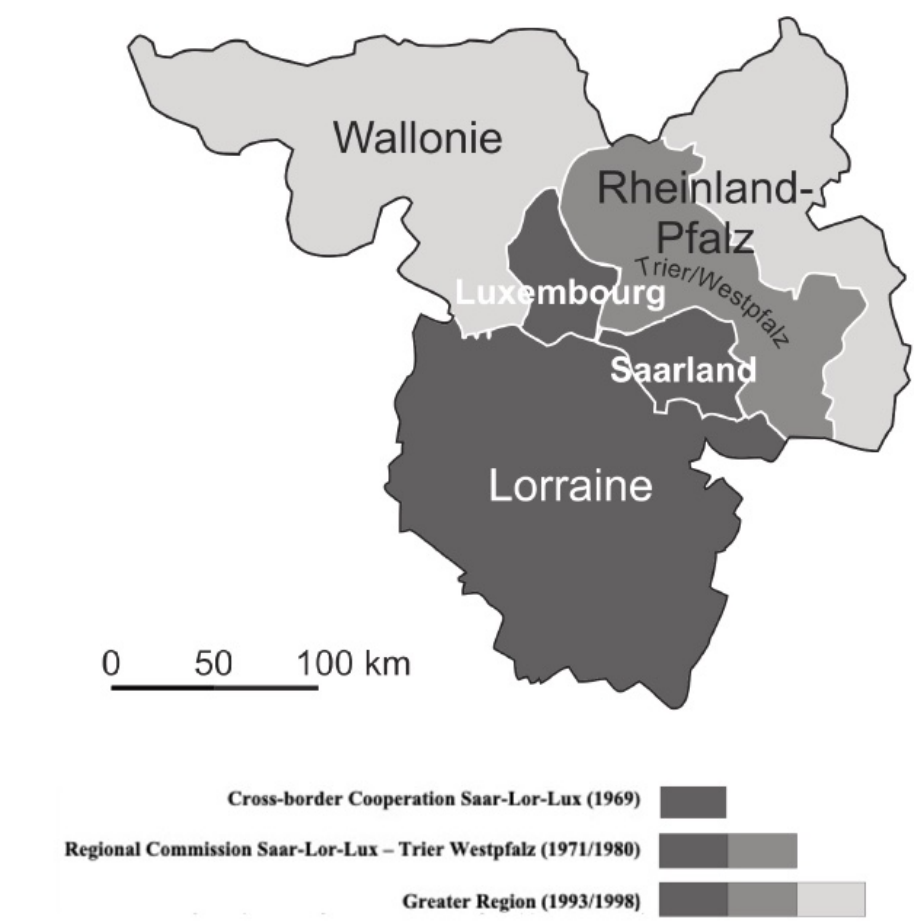 Wallonie
Rheinland-
Pfalz
Trier/Westpfalz
Luxembourg
Saarland
Lorraine
0 50 100 km
Cross-border Cooperation Saar-Lor-Lux (1969)
Regional Commission Saar-Lor-Lux – Trier Westpfalz (1971/1980)
Greater Region (1993/1998)